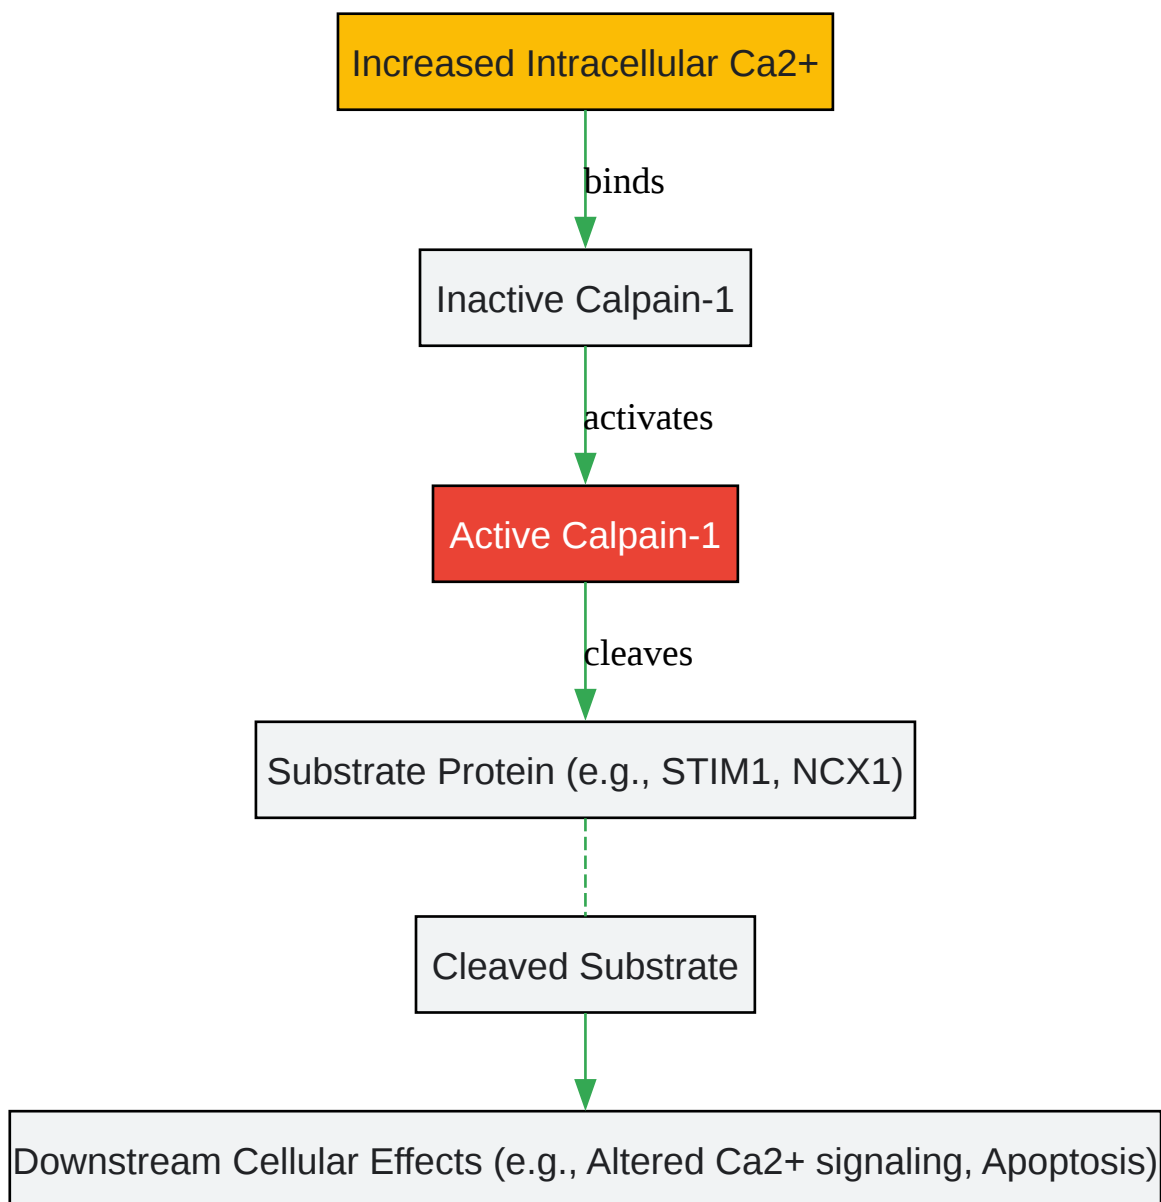 Increased Intracellular Ca2+
binds
Inactive Calpain-1
activates
Active Calpain-1
cleaves
Substrate Protein (e.g., STIM1, NCX1)
Cleaved Substrate
Downstream Cellular Effects (e.g., Altered Ca2+ signaling, Apoptosis)